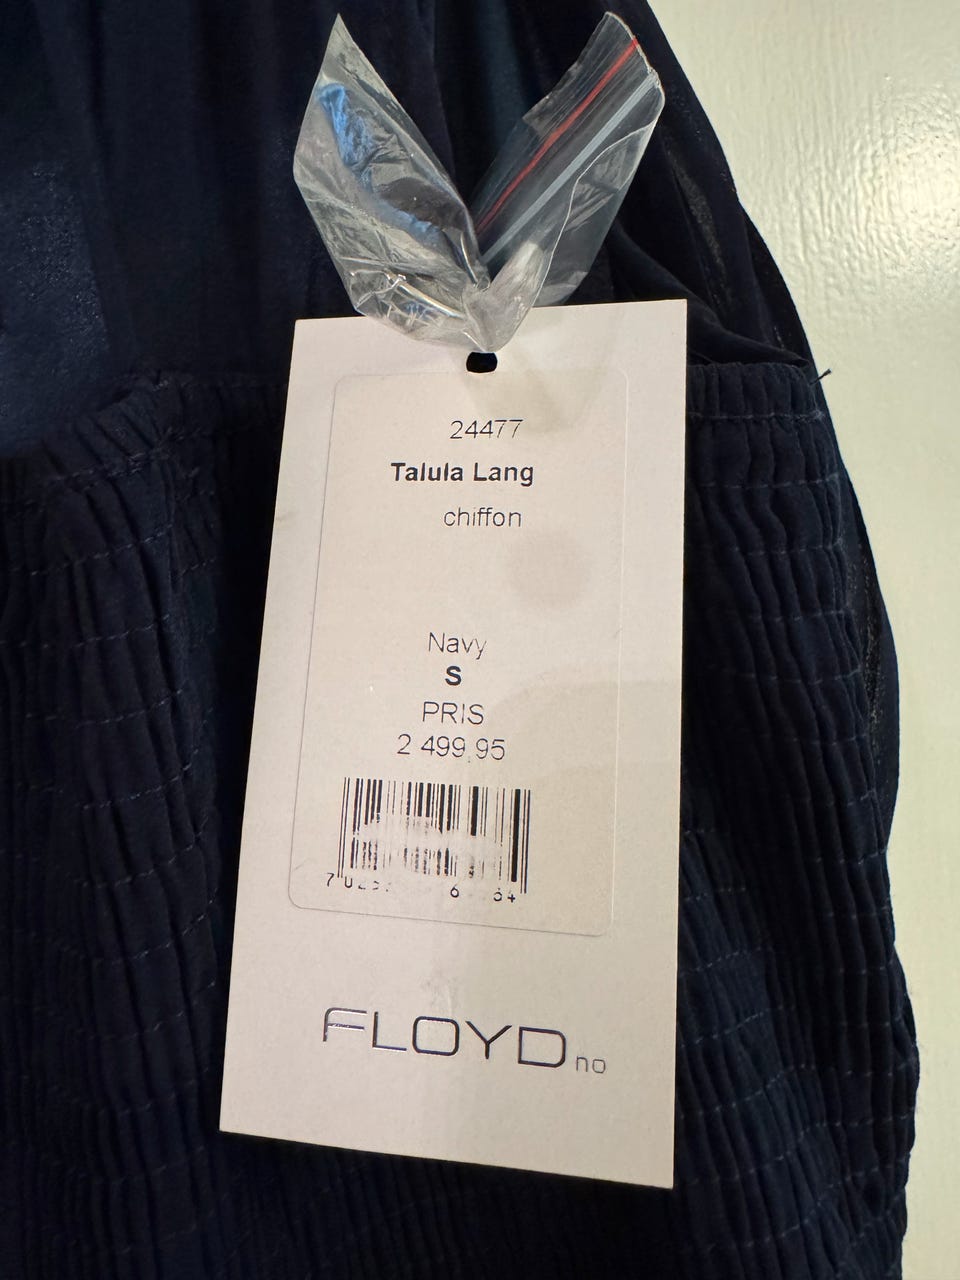 24477
Talula Lang
chiffon
Navy
S
PRIS
2 499,95
FLOYD no